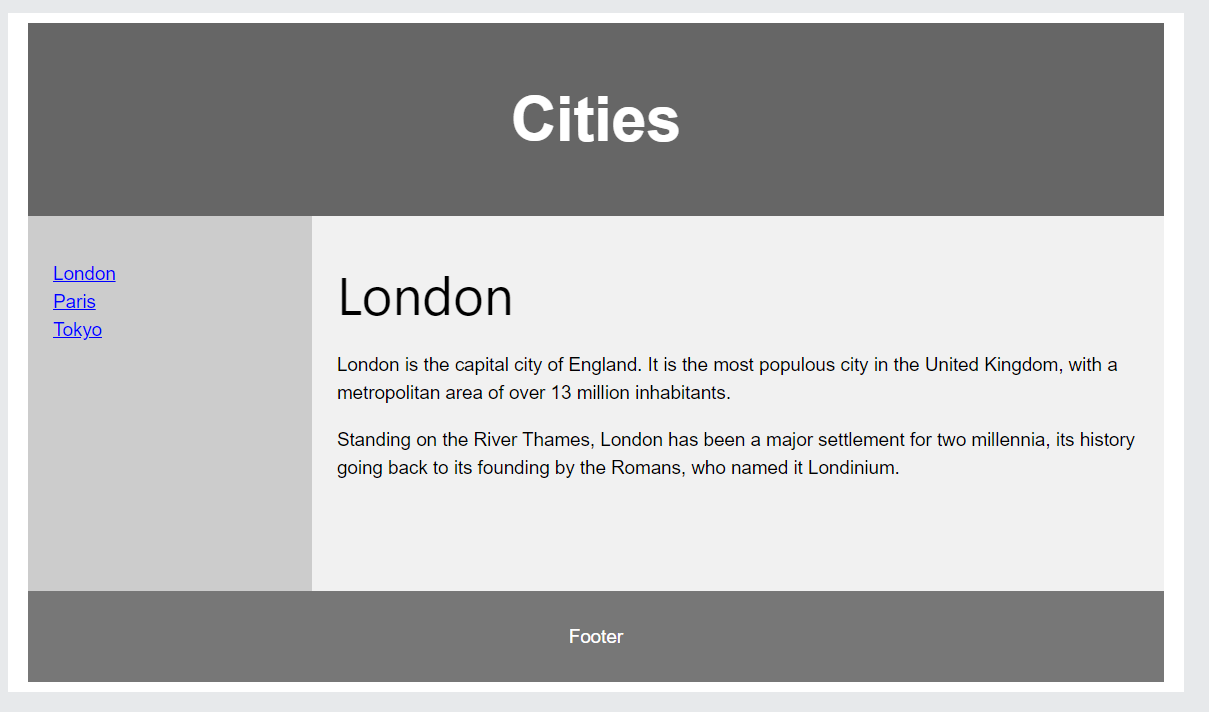 Cities
London
Paris
Tokyo
London
London is the capital city of England. It is the most populous city in the United Kingdom, with a
metropolitan area of over 13 million inhabitants.
Standing on the River Thames, London has been a major settlement for two millennia, its history
going back to its founding by the Romans, who named it Londinium.
Footer